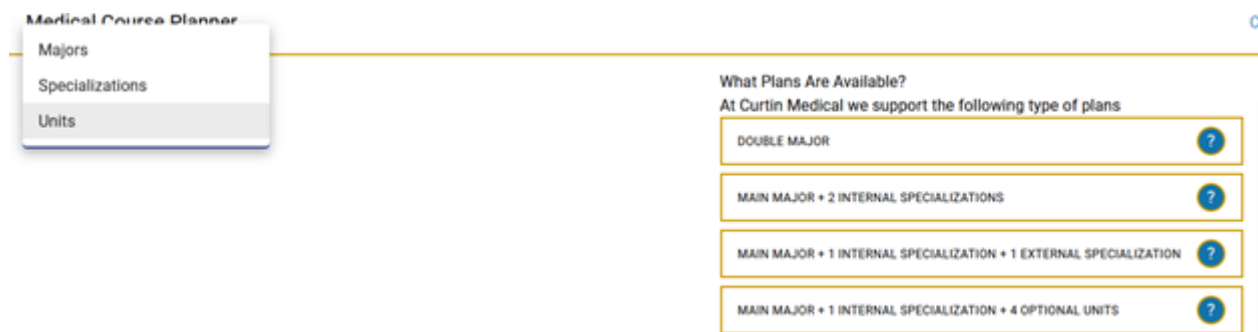 Medical Course Planner
Majors
Specializations
Units
What Plans Are Available?
At Curtin Medical we support the following type of plans
DOUBLE MAJOR ?
MAIN MAJOR + 2 INTERNAL SPECIALIZATIONS ?
MAIN MAJOR + 1 INTERNAL SPECIALIZATION + 1 EXTERNAL SPECIALIZATION ?
MAIN MAJOR + 1 INTERNAL SPECIALIZATION + 4 OPTIONAL UNITS ?